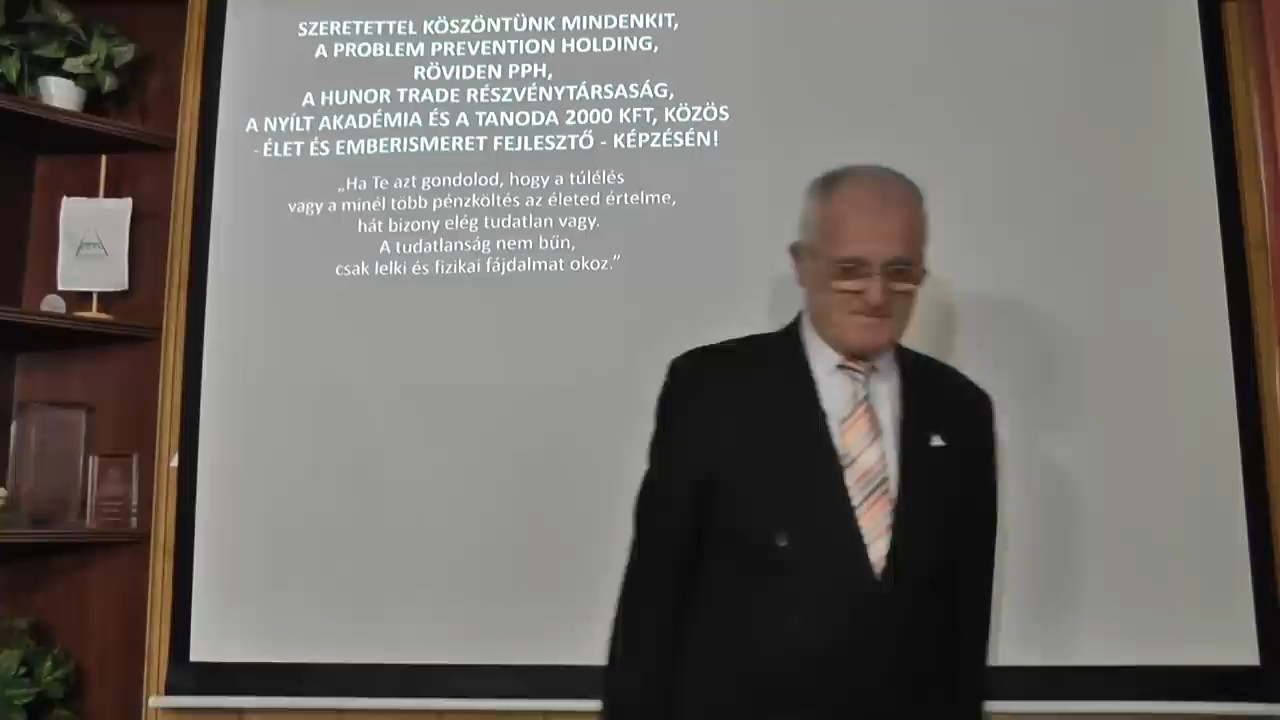 SZERETETTEL KÖSZÖNTÜNK MINDENKIT,
A PROBLEM PREVENTION HOLDING,
RÖVIDEN PPH,
A HUNOR TRADE RÉSZVÉNYTÁRSASÁG,
A NYÍLT AKADÉMIA ÉS A TANODA 2000 KFT, KÖZÖS
- ÉLET ÉS EMBERISMERET FEJLESZTŐ - KÉPZÉSÉN!
„Ha Te azt gondolod, hogy a túlélés
vagy a minél több pénzköltés az életed értelme,
hát bizony elég tudatlan vagy.
A tudatlanság nem bűn,
csak lelki és fizikai fájdalmat okoz.”